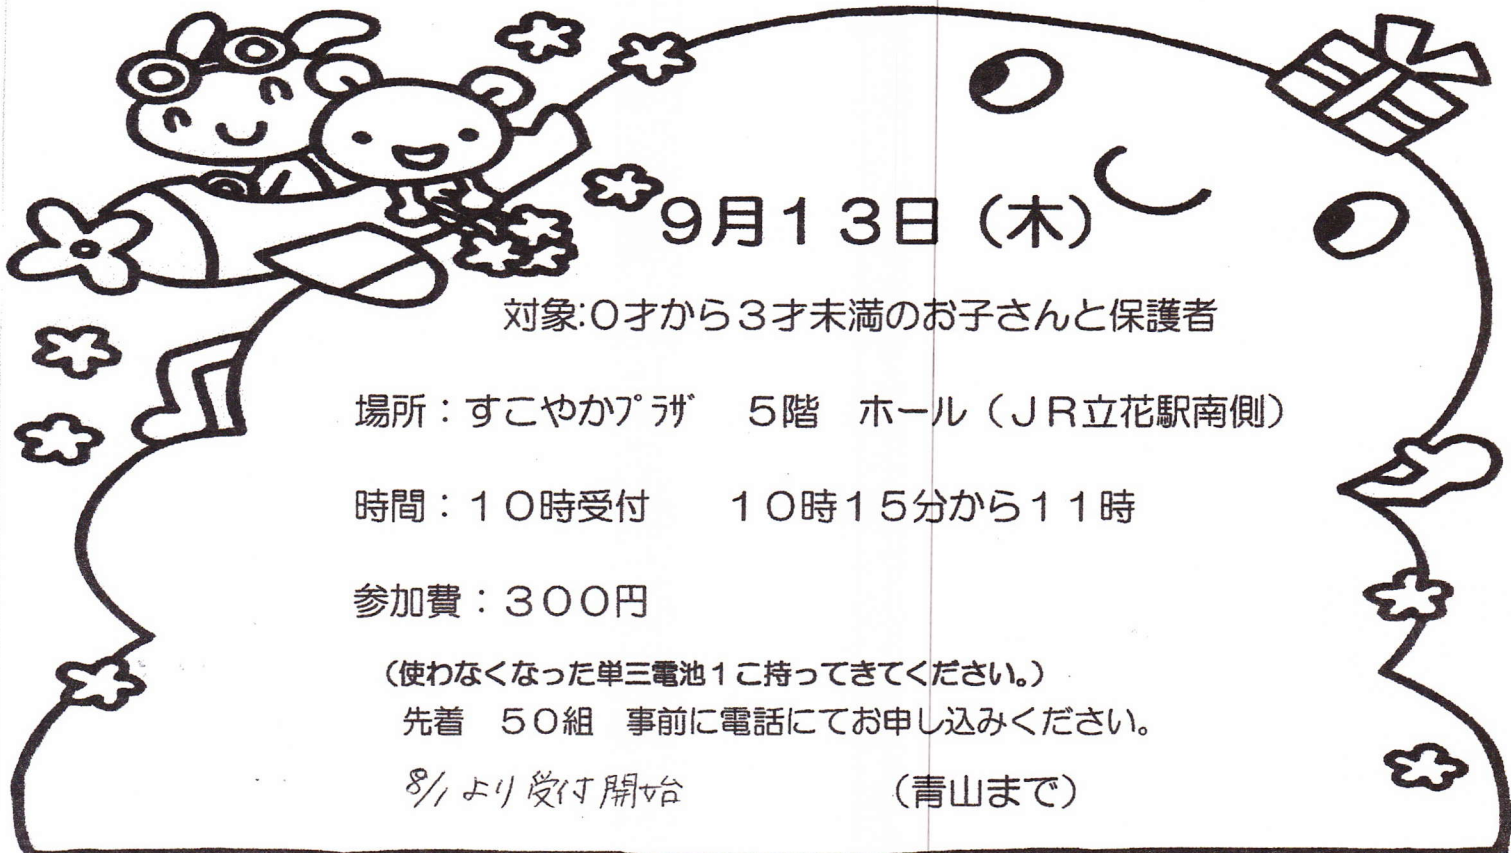 9月13日（木）
対象:0才から3才未満のお子さんと保護者
場所：すこやかﾌﾟﾗｻﾞ　5階　ホール（ＪＲ立花駅南側）
時間：１０時受付　　１０時１５分から１１時
参加費：３００円
（使わなくなった単三電池１こ持ってきてください。）
先着　５０組　事前に電話にてお申し込みください。
8/1 より受付開始　　　　　　（青山まで）